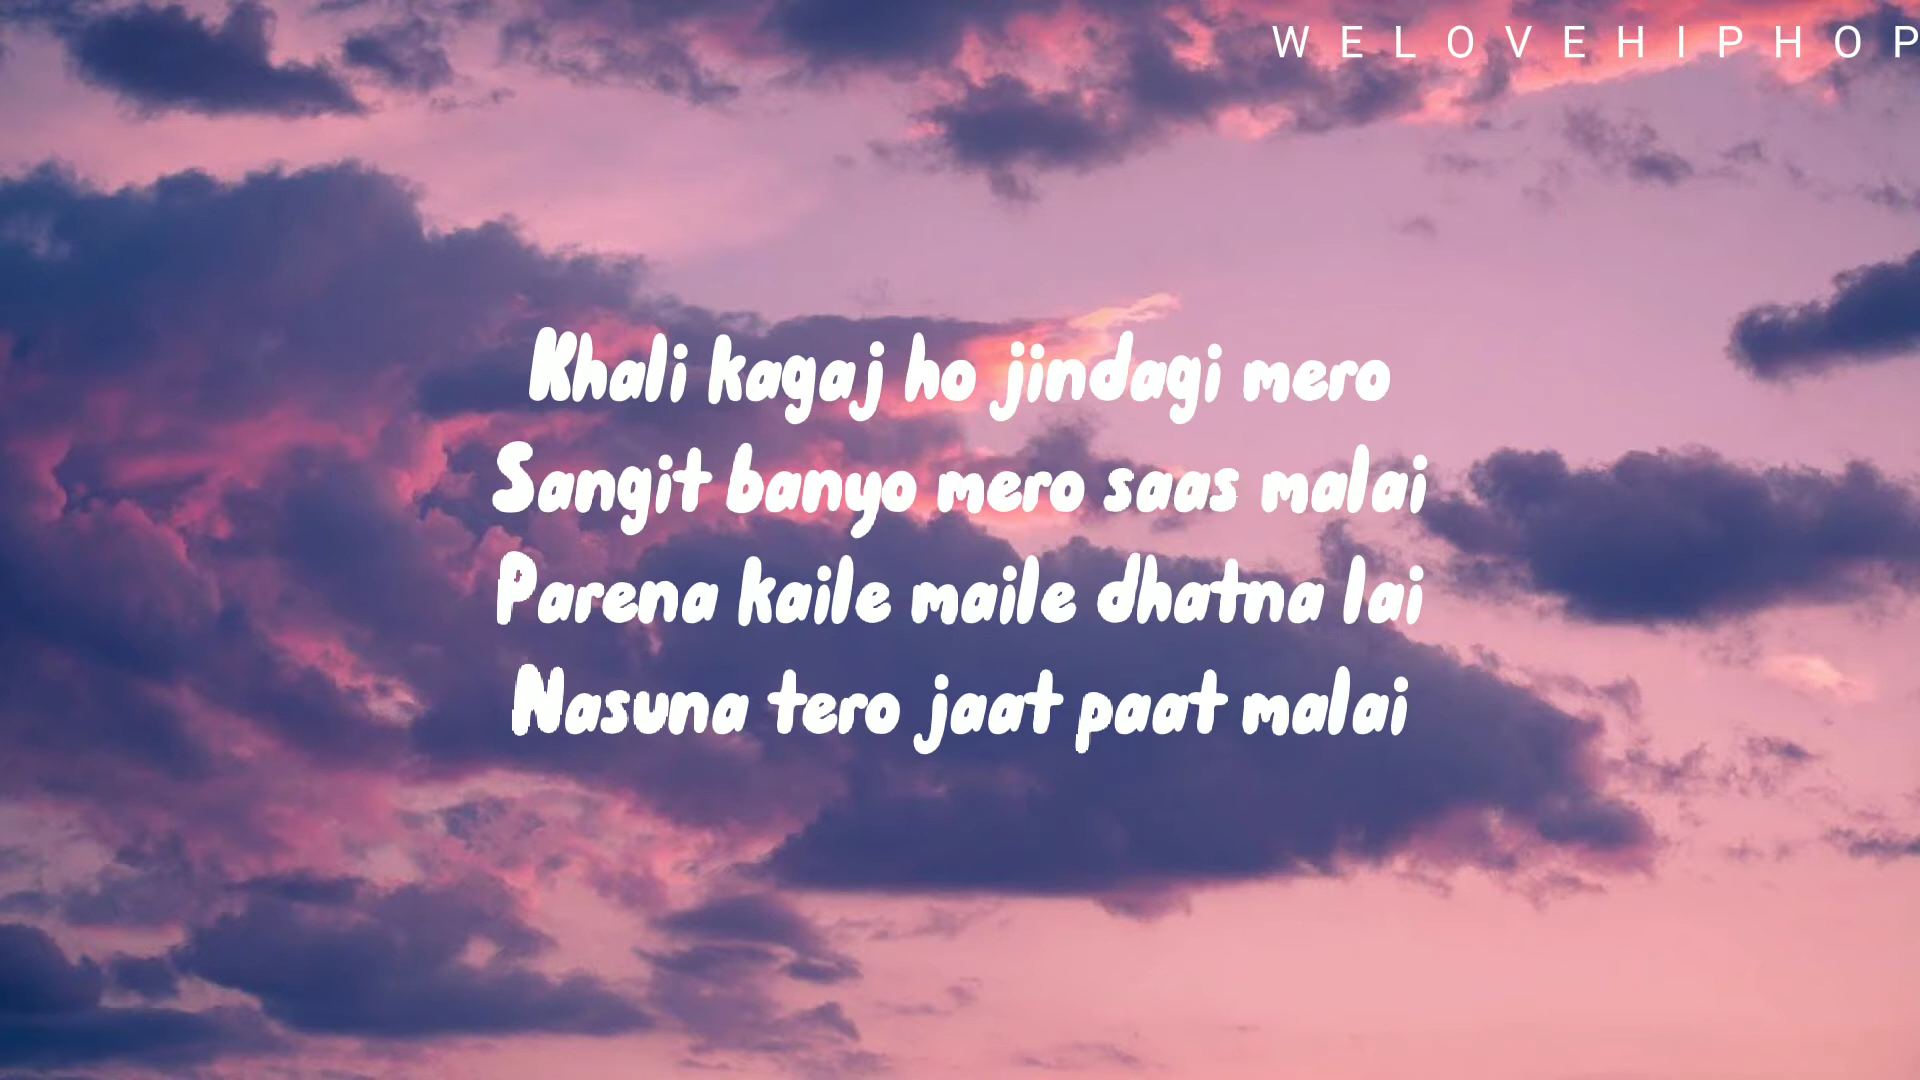 WELOVEHIPHOP
Khali kagaj ho jindagi mero
Sangit banyo mero saas malai
Parena kaile maile dhatna lai
Nasuna tero jaat paat malai